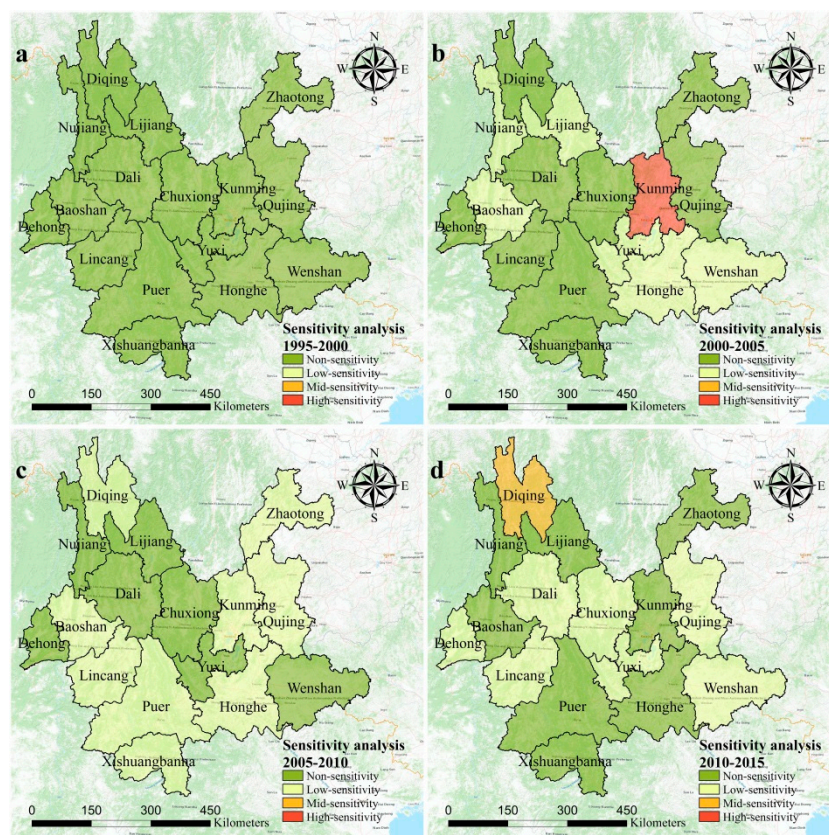 a
N
W E
S
Diqing
Zhaotong
Nujiang
Lijiang
Dali
Chuxiong
Kunming
Qujing
Baoshan
Dehong
Lincang
Yuxi
Wenshan
Puer
Honghe
Xishuangbanna
Sensitivity analysis
1995-2000
Non-sensitivity
Low-sensitivity
Mid-sensitivity
High-sensitivity
0 150 300 450
Kilometers
b
N
W E
S
Diqing
Zhaotong
Nujiang
Lijiang
Dali
Chuxiong
Kunming
Qujing
Baoshan
Dehong
Lincang
Yuxi
Wenshan
Puer
Honghe
Xishuangbanna
Sensitivity analysis
2000-2005
Non-sensitivity
Low-sensitivity
Mid-sensitivity
High-sensitivity
0 150 300 450
Kilometers
c
N
W E
S
Diqing
Zhaotong
Nujiang
Lijiang
Dali
Chuxiong
Kunming
Qujing
Baoshan
Dehong
Lincang
Yuxi
Wenshan
Puer
Honghe
Xishuangbanna
Sensitivity analysis
2005-2010
Non-sensitivity
Low-sensitivity
Mid-sensitivity
High-sensitivity
0 150 300 450
Kilometers
d
N
W E
S
Diqing
Zhaotong
Nujiang
Lijiang
Dali
Chuxiong
Kunming
Qujing
Baoshan
Dehong
Lincang
Yuxi
Wenshan
Puer
Honghe
Xishuangbanna
Sensitivity analysis
2010-2015
Non-sensitivity
Low-sensitivity
Mid-sensitivity
High-sensitivity
0 150 300 450
Kilometers